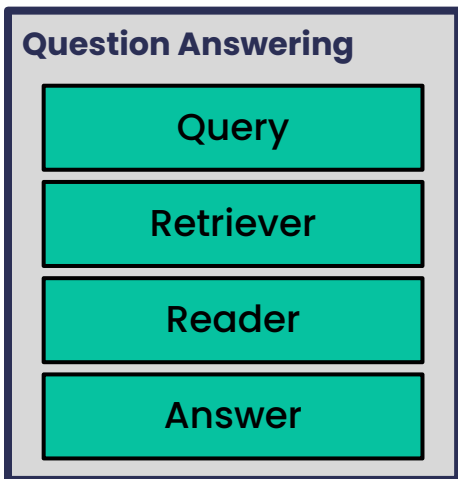 Question Answering
Query
Retriever
Reader
Answer